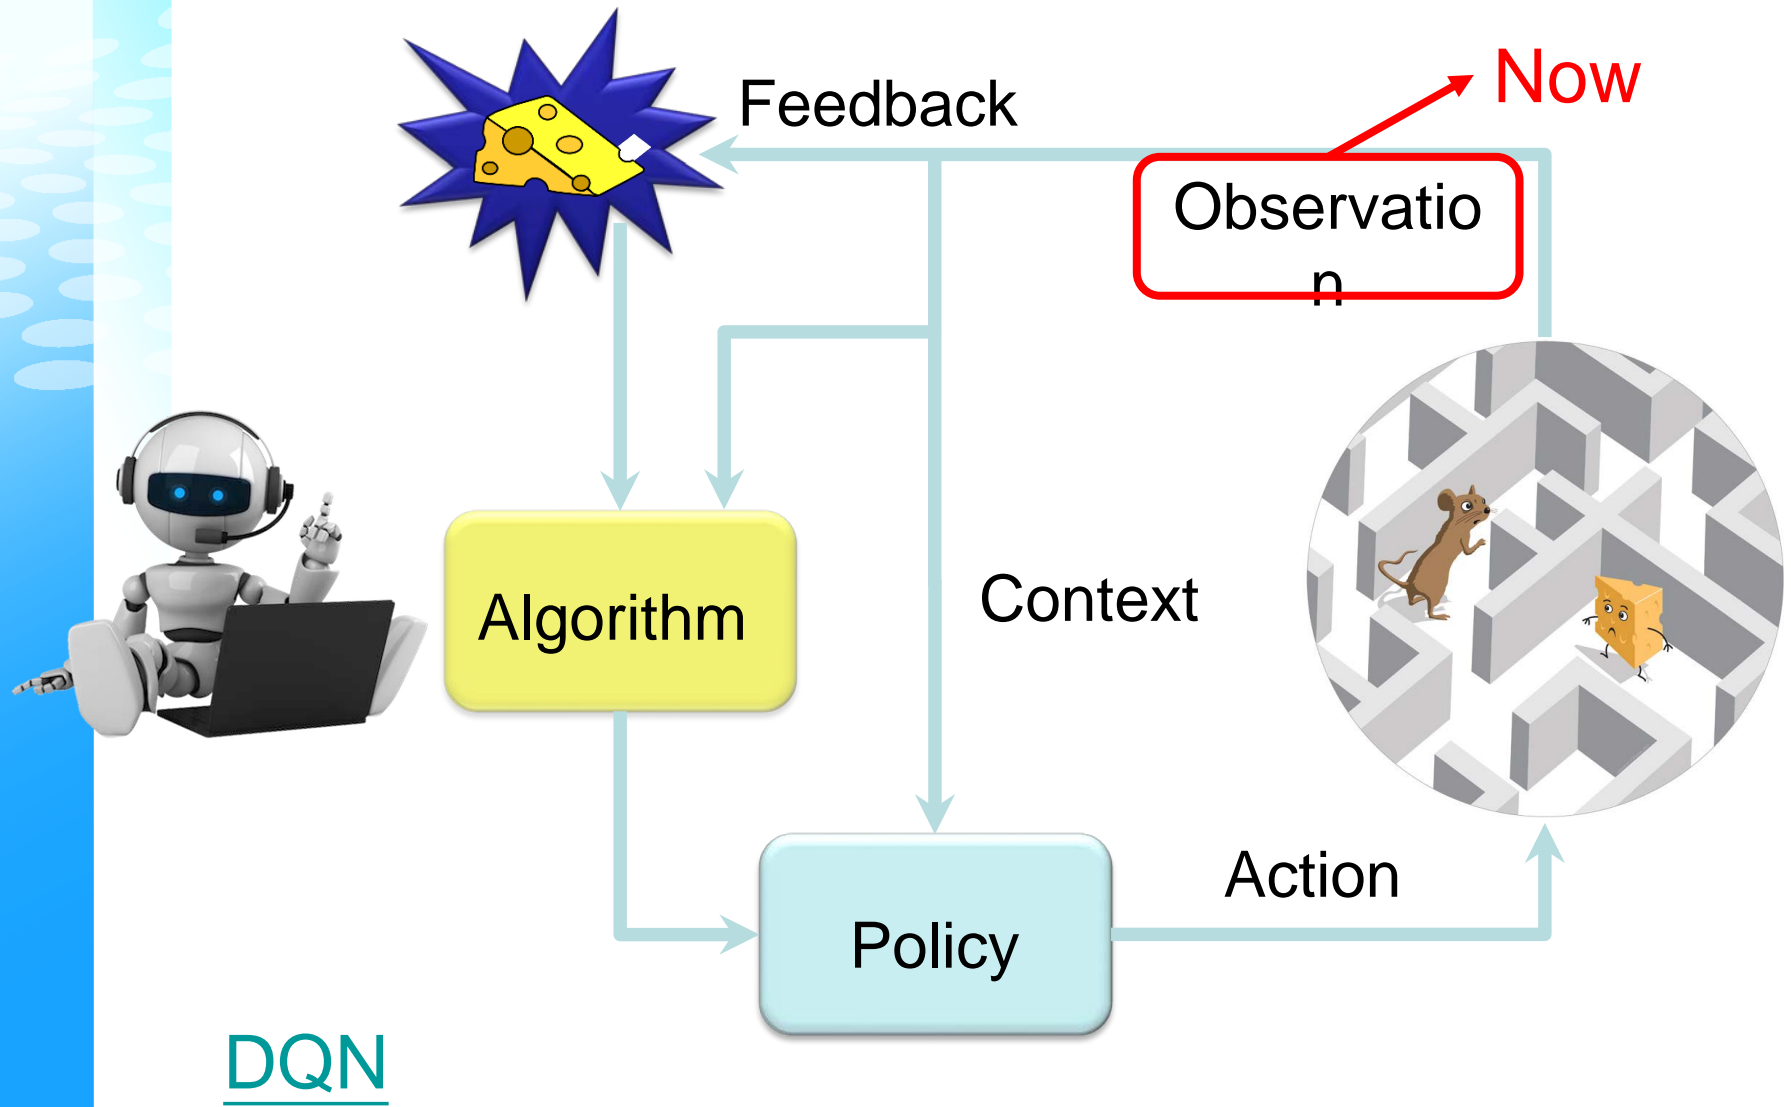 Now
Feedback
Observatio
n
Context
Algorithm
Action
Policy
DQN